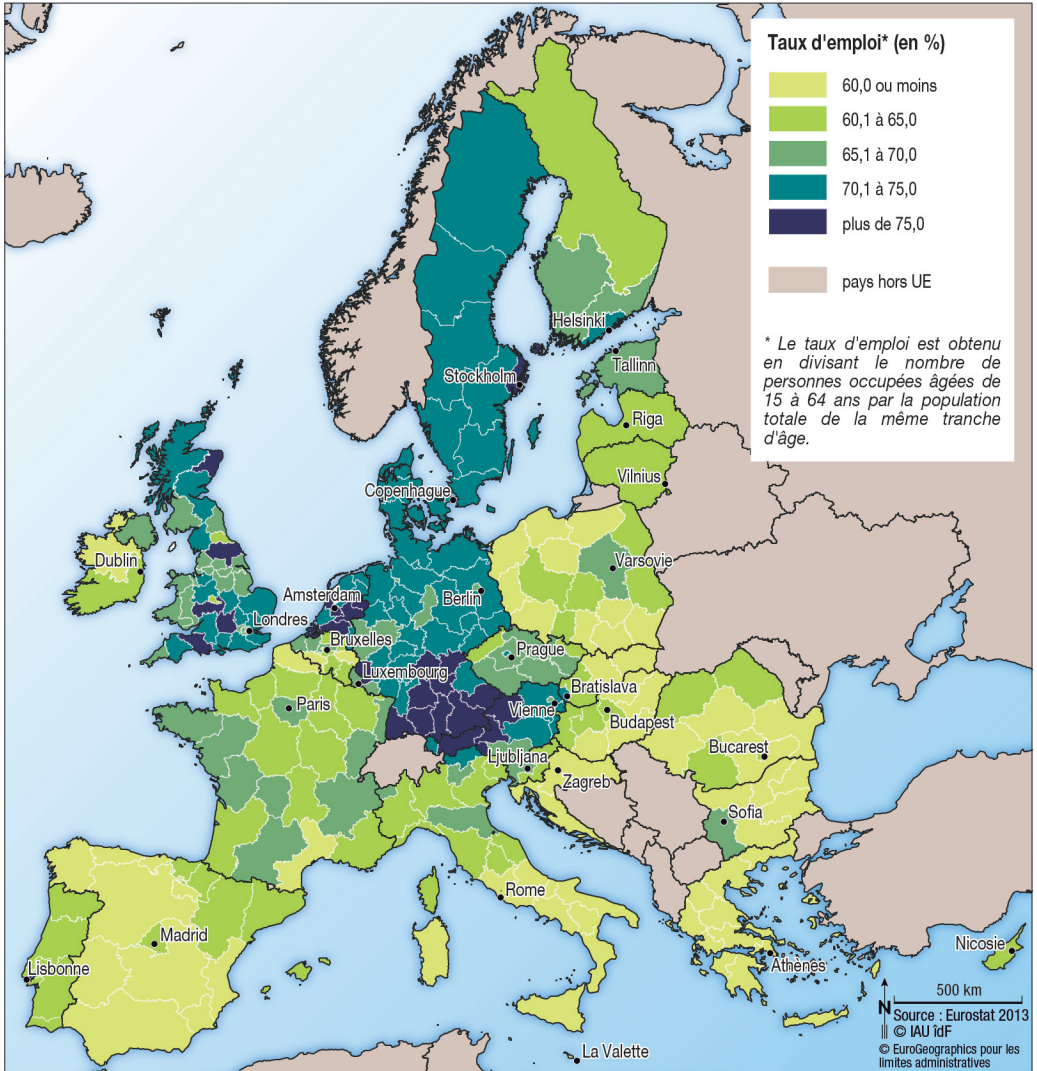 Taux d'emploi* (en %)
60,0 ou moins
60,1 à 65,0
65,1 à 70,0
70,1 à 75,0
plus de 75,0
pays hors UE
* Le taux d'emploi est obtenu
en divisant le nombre de
personnes occupées âgées de
15 à 64 ans par la population
totale de la même tranche
d'âge.
Helsinki
Tallinn
Stockholm
Riga
Vilnius
Copenhague
Dublin
Varsovie
Amsterdam
Berlin
Londres
Bruxelles
Prague
Luxembourg
Paris
Bratislava
Vienne
Budapest
Ljubljana
Bucarest
Zagreb
Sofia
Rome
Madrid
Lisbonne
Athènes
Nicosie
La Valette
N
500 km
Source : Eurostat 2013
© IAU îdF
© EuroGeographics pour les
limites administratives